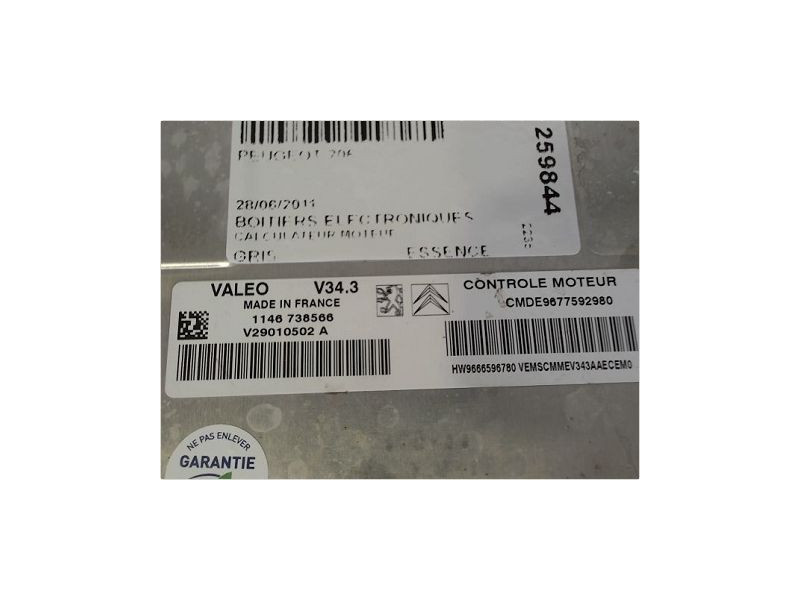 PEUGEOT 206
259844
28/06/2011
BOITIERS ELECTRONIQUES
CALCULATEUR MOTEUR
GRIS ESSENCE
VALEO V34.3
MADE IN FRANCE
1146 738566
V29010502 A
CONTROLE MOTEUR
CMDE9677592980
HW9666596780 VEMSCMMEV343AAECEM0
NE PAS ENLEVER
GARANTIE